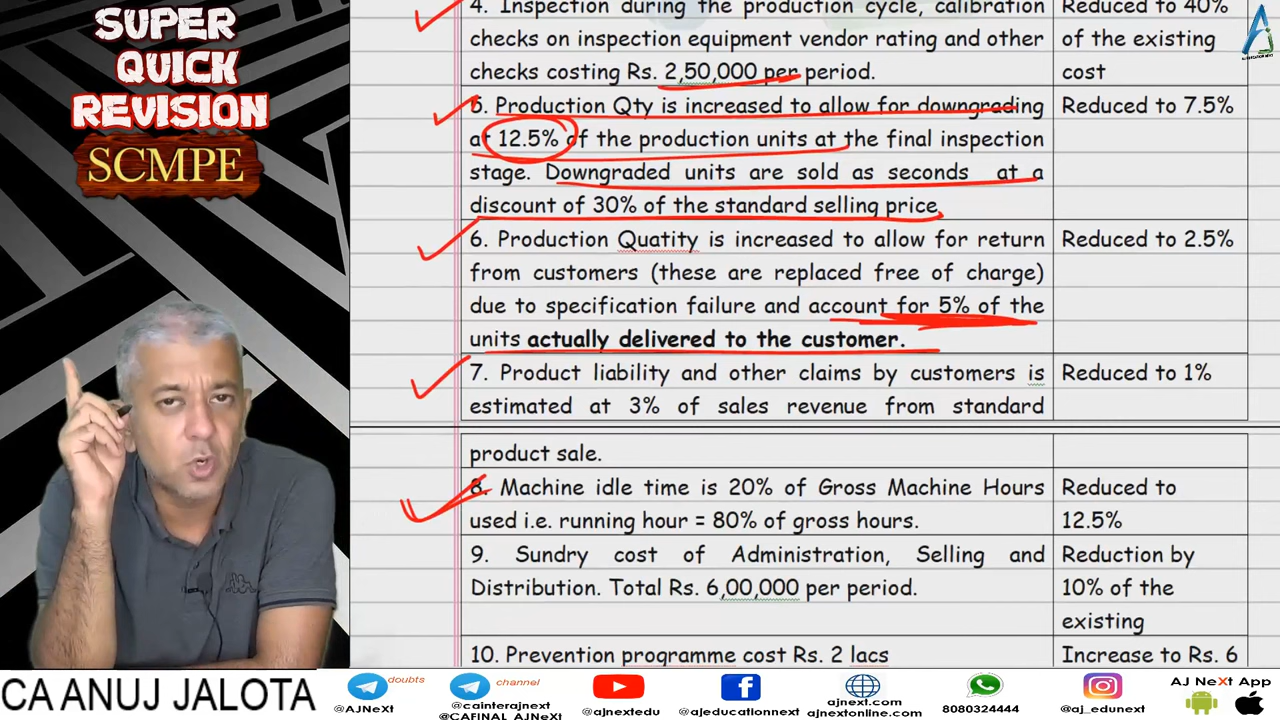 SUPER
QUICK
REVISION
SCMPE
4. Inspection during the production cycle, calibration
checks on inspection equipment vendor rating and other
checks costing Rs. 2,50,000 per period.
Reduced to 40%
of the existing
cost
5. Production Qty is increased to allow for downgrading
at 12.5% of the production units at the final inspection
stage. Downgraded units are sold as seconds at a
discount of 30% of the standard selling price.
Reduced to 7.5%
6. Production Quatity is increased to allow for return
from customers (these are replaced free of charge)
due to specification failure and account for 5% of the
units actually delivered to the customer.
Reduced to 2.5%
7. Product liability and other claims by customers is
estimated at 3% of sales revenue from standard
Reduced to 1%
product sale.
8. Machine idle time is 20% of Gross Machine Hours
used i.e. running hour = 80% of gross hours.
Reduced to
12.5%
9. Sundry cost of Administration, Selling and
Distribution. Total Rs. 6,00,000 per period.
Reduction by
10% of the
existing
10. Prevention programme cost Rs. 2 lacs
Increase to Rs. 6
CA ANUJ JALOTA
doubts
@AJNeXt
channel
@cainterajnext
@CAFINAL_AJNeXt
@ajnextedu
@ajeducationnext
ajnext.com
ajnextonline.com
8080324444
@aj_edunext
AJ NeXt App